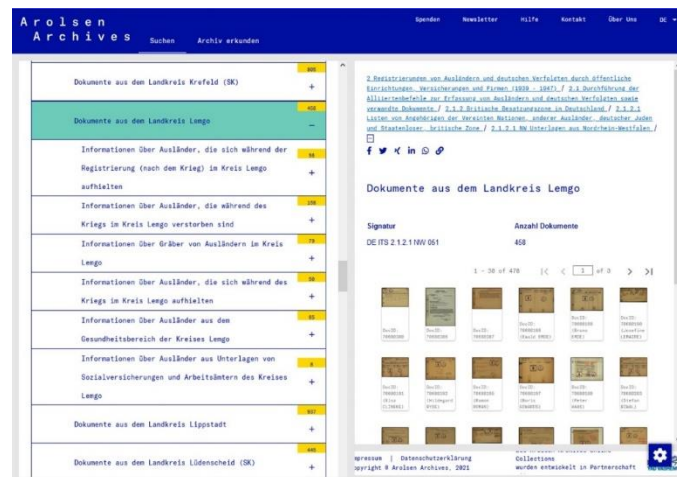 Arolsen
Archives
Suchen
Archiv erkunden
Spenden
Newsletter
Hilfe
Kontakt
Über Uns
DE
Dokumente aus dem Landkreis Krefeld (SK)
+
458
Dokumente aus dem Landkreis Lemgo
–
Informationen über Ausländer, die sich während der
Registrierung (nach dem Krieg) im Kreis Lemgo
aufhielten
+
Informationen über Ausländer, die während des
Kriegs im Kreis Lemgo verstorben sind
+
Informationen über Gräber von Ausländern im Kreis
Lemgo
+
Informationen über Ausländer, die sich während des
Kriegs im Kreis Lemgo aufhielten
+
Informationen über Ausländer aus dem
Gesundheitsbereich der Kreises Lemgo
+
Informationen über Ausländer aus Unterlagen von
Sozialversicherungen und Arbeitsämtern des Kreises
Lemgo
+
Dokumente aus dem Landkreis Lippstadt
+
Dokumente aus dem Landkreis Lüdenscheid (SK)
+
2 Registrierungen von Ausländern und deutschen Verfolgten durch öffentliche
Einrichtungen, Versicherungen und Firmen (1939 - 1947) / 2.1 Durchführung der
Alliiertenbefehle zur Erfassung von Ausländern und deutschen Verfolgten sowie
verwandte Dokumente / 2.1.2 Britische Besatzungszone in Deutschland / 2.1.2.1
Listen von Angehörigen der Vereinten Nationen, anderer Ausländer, deutscher Juden
und Staatenloser, britische Zone / 2.1.2.1 NW Unterlagen aus Nordrhein-Westfalen /
Dokumente aus dem Landkreis Lemgo
Signatur
Anzahl Dokumente
DE ITS 2.1.2.1 NW 051
458
1 - 30 of 470
1 of
Impressum | Datenschutzerklärung
Copyright © Arolsen Archives, 2021
Collections
wurden entwickelt in Partnerschaft